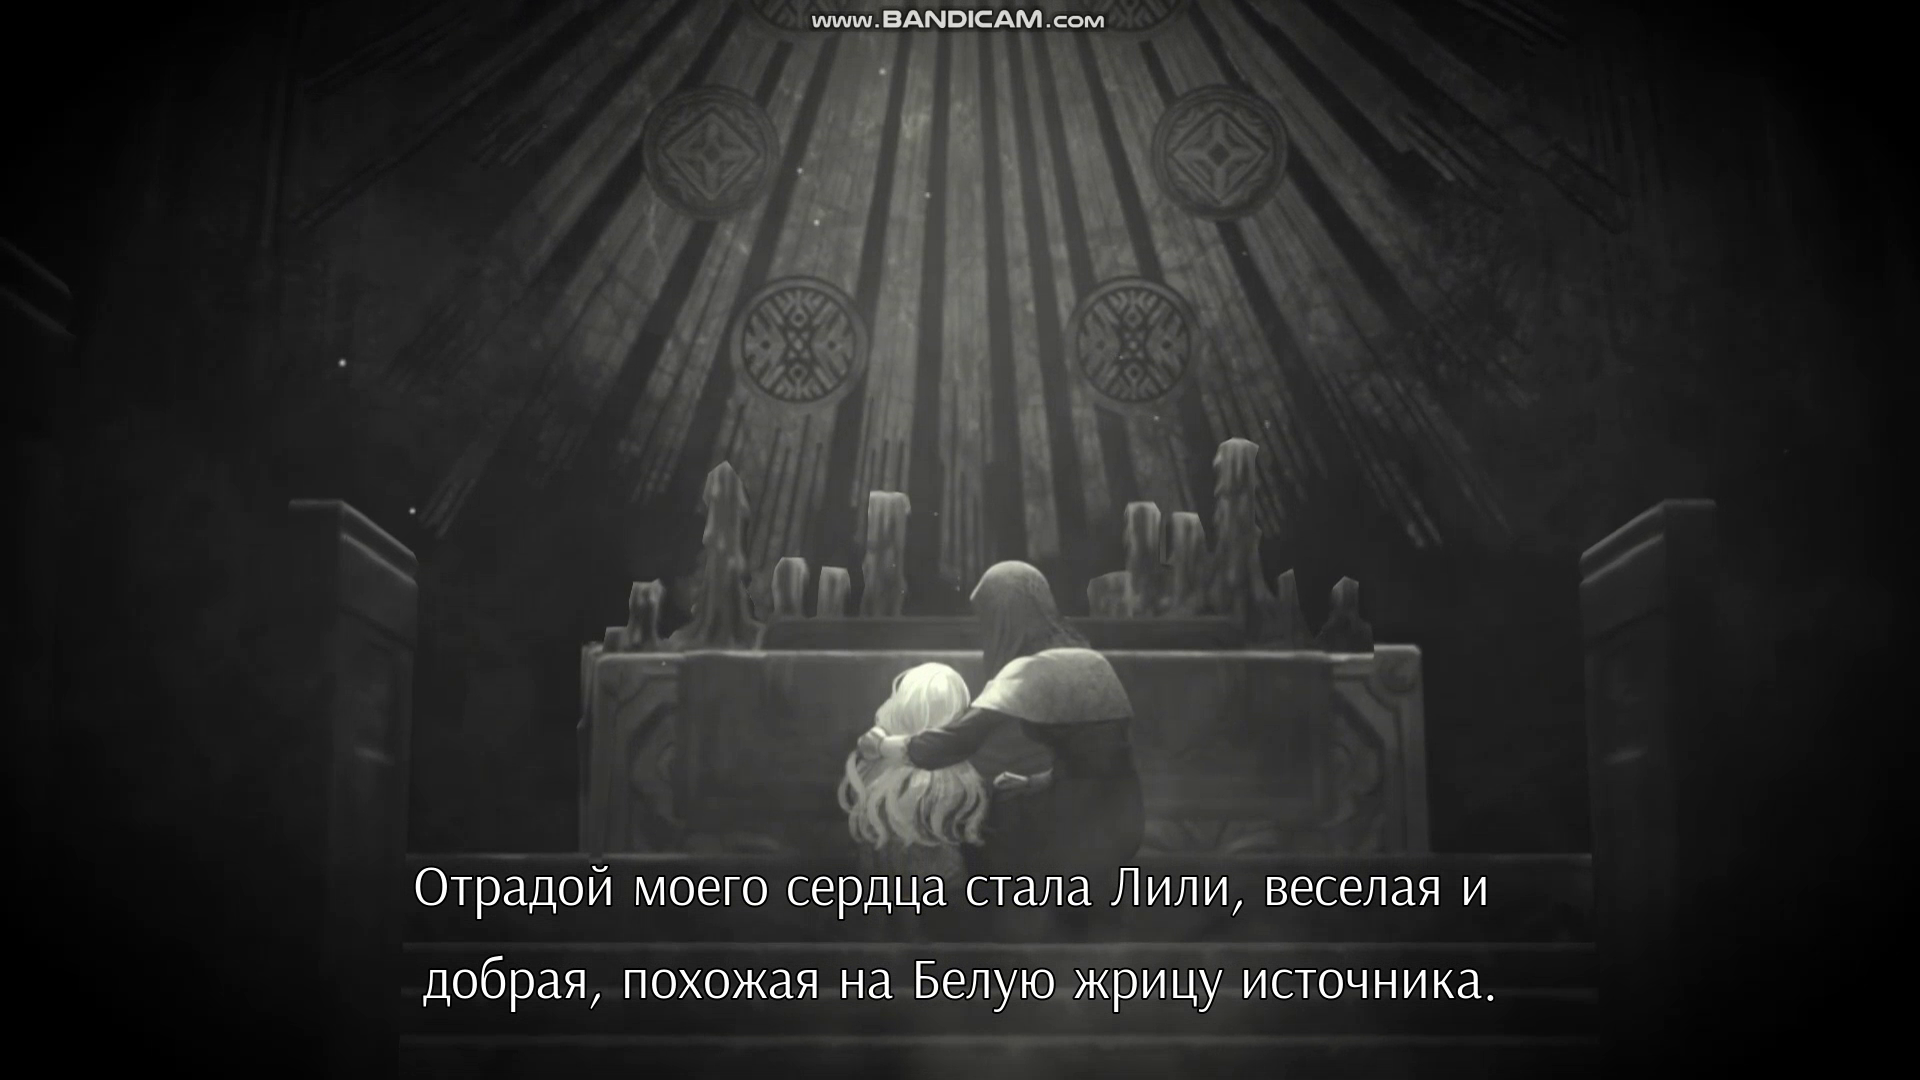 www.BANDICAM.com
Отрадой моего сердца стала Лили, веселая и
добрая, похожая на Белую жрицу источника.